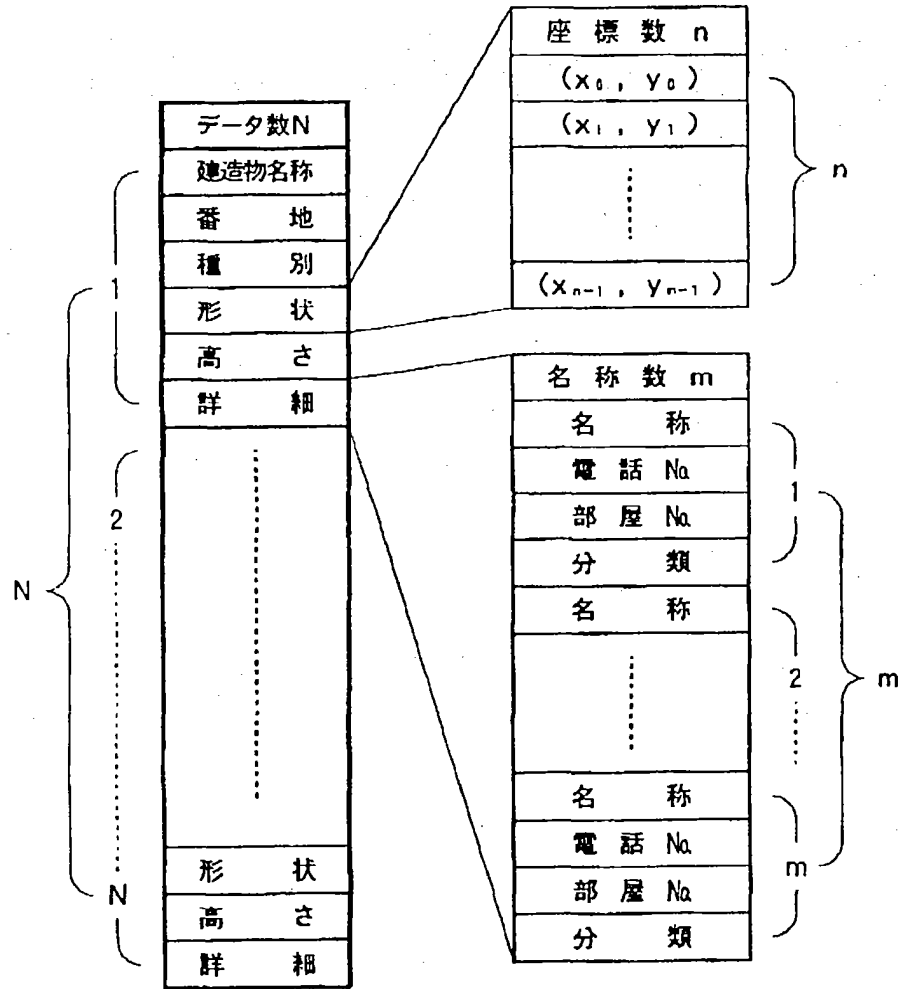 データ数N
建造物名称
番地
種別
形状
高さ
詳細
形状
高さ
詳細
1
2
N
N
座標数 n
(x₀, y₀)
(x₁, y₁)
(xₙ₋₁, yₙ₋₁)
n
名称数 m
名称
電話 No.
部屋 No.
分類
名称
名称
電話 No.
部屋 No.
分類
1
2
m
m